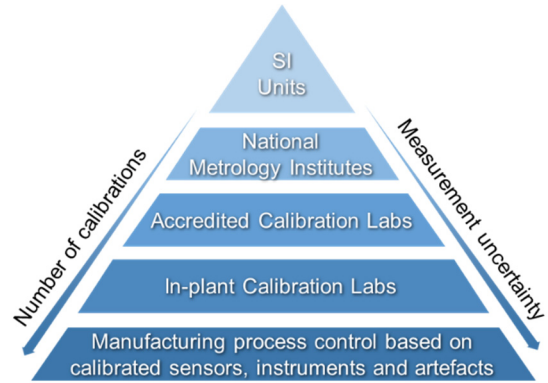 SI
Units
National
Metrology Institutes
Accredited Calibration Labs
In-plant Calibration Labs
Manufacturing process control based on
calibrated sensors, instruments and artefacts
Number of calibrations
Measurement uncertainty